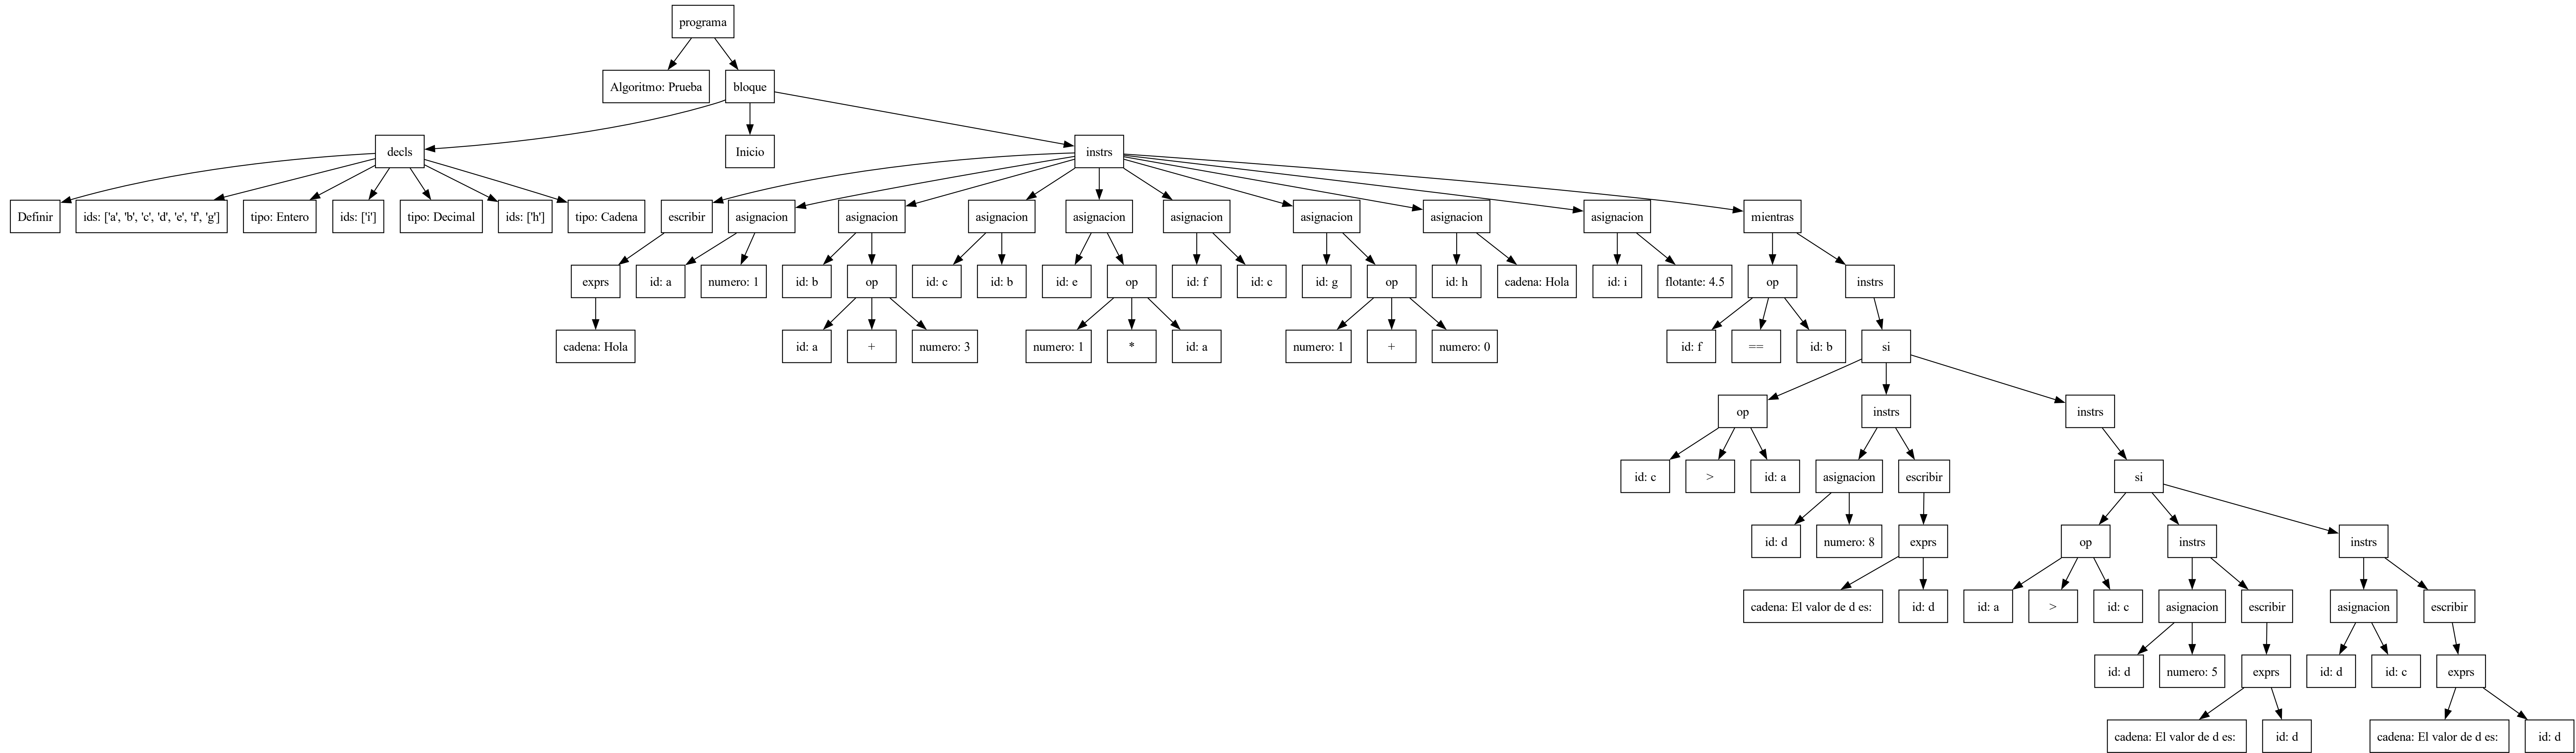 programa
Algoritmo: Prueba
bloque
decls
Inicio
instrs
Definir
ids: ['a', 'b', 'c', 'd', 'e', 'f', 'g']
tipo: Entero
ids: ['i']
tipo: Decimal
ids: ['h']
tipo: Cadena
escribir
asignacion
asignacion
asignacion
asignacion
asignacion
asignacion
asignacion
asignacion
mientras
exprs
id: a
numero: 1
id: b
op
id: c
id: b
id: e
op
id: f
id: c
id: g
op
id: h
cadena: Hola
id: i
flotante: 4.5
op
instrs
cadena: Hola
id: a
+
numero: 3
numero: 1
*
id: a
numero: 1
+
numero: 0
id: f
==
id: b
si
op
instrs
instrs
id: c
>
id: a
asignacion
escribir
si
id: d
numero: 8
exprs
op
instrs
instrs
cadena: El valor de d es:
id: d
id: a
>
id: c
asignacion
escribir
asignacion
escribir
id: d
numero: 5
exprs
id: d
id: c
exprs
cadena: El valor de d es:
id: d
cadena: El valor de d es:
id: d